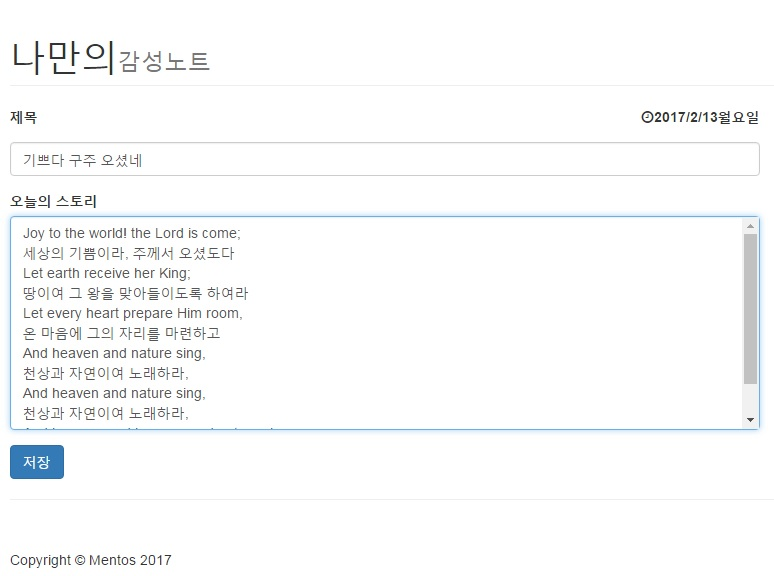 나만의감성노트
제목 2017/2/13월요일
기쁘다 구주 오셨네
오늘의 스토리
Joy to the world! the Lord is come;
세상의 기쁨이라, 주께서 오셨도다
Let earth receive her King;
땅이여 그 왕을 맞아들이도록 하여라
Let every heart prepare Him room,
온 마음에 그의 자리를 마련하고
And heaven and nature sing,
천상과 자연이여 노래하라,
And heaven and nature sing,
천상과 자연이여 노래하라,
저장
Copyright © Mentos 2017